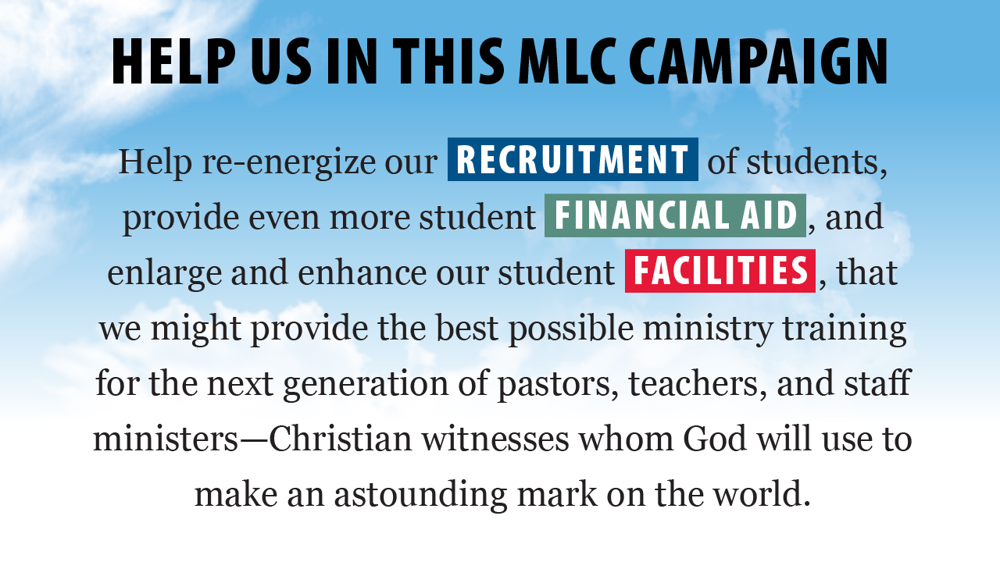 HELP US IN THIS MLC CAMPAIGN
Help re-energize our RECRUITMENT of students,
provide even more student FINANCIAL AID, and
enlarge and enhance our student FACILITIES, that
we might provide the best possible ministry training
for the next generation of pastors, teachers, and staff
ministers—Christian witnesses whom God will use to
make an astounding mark on the world.